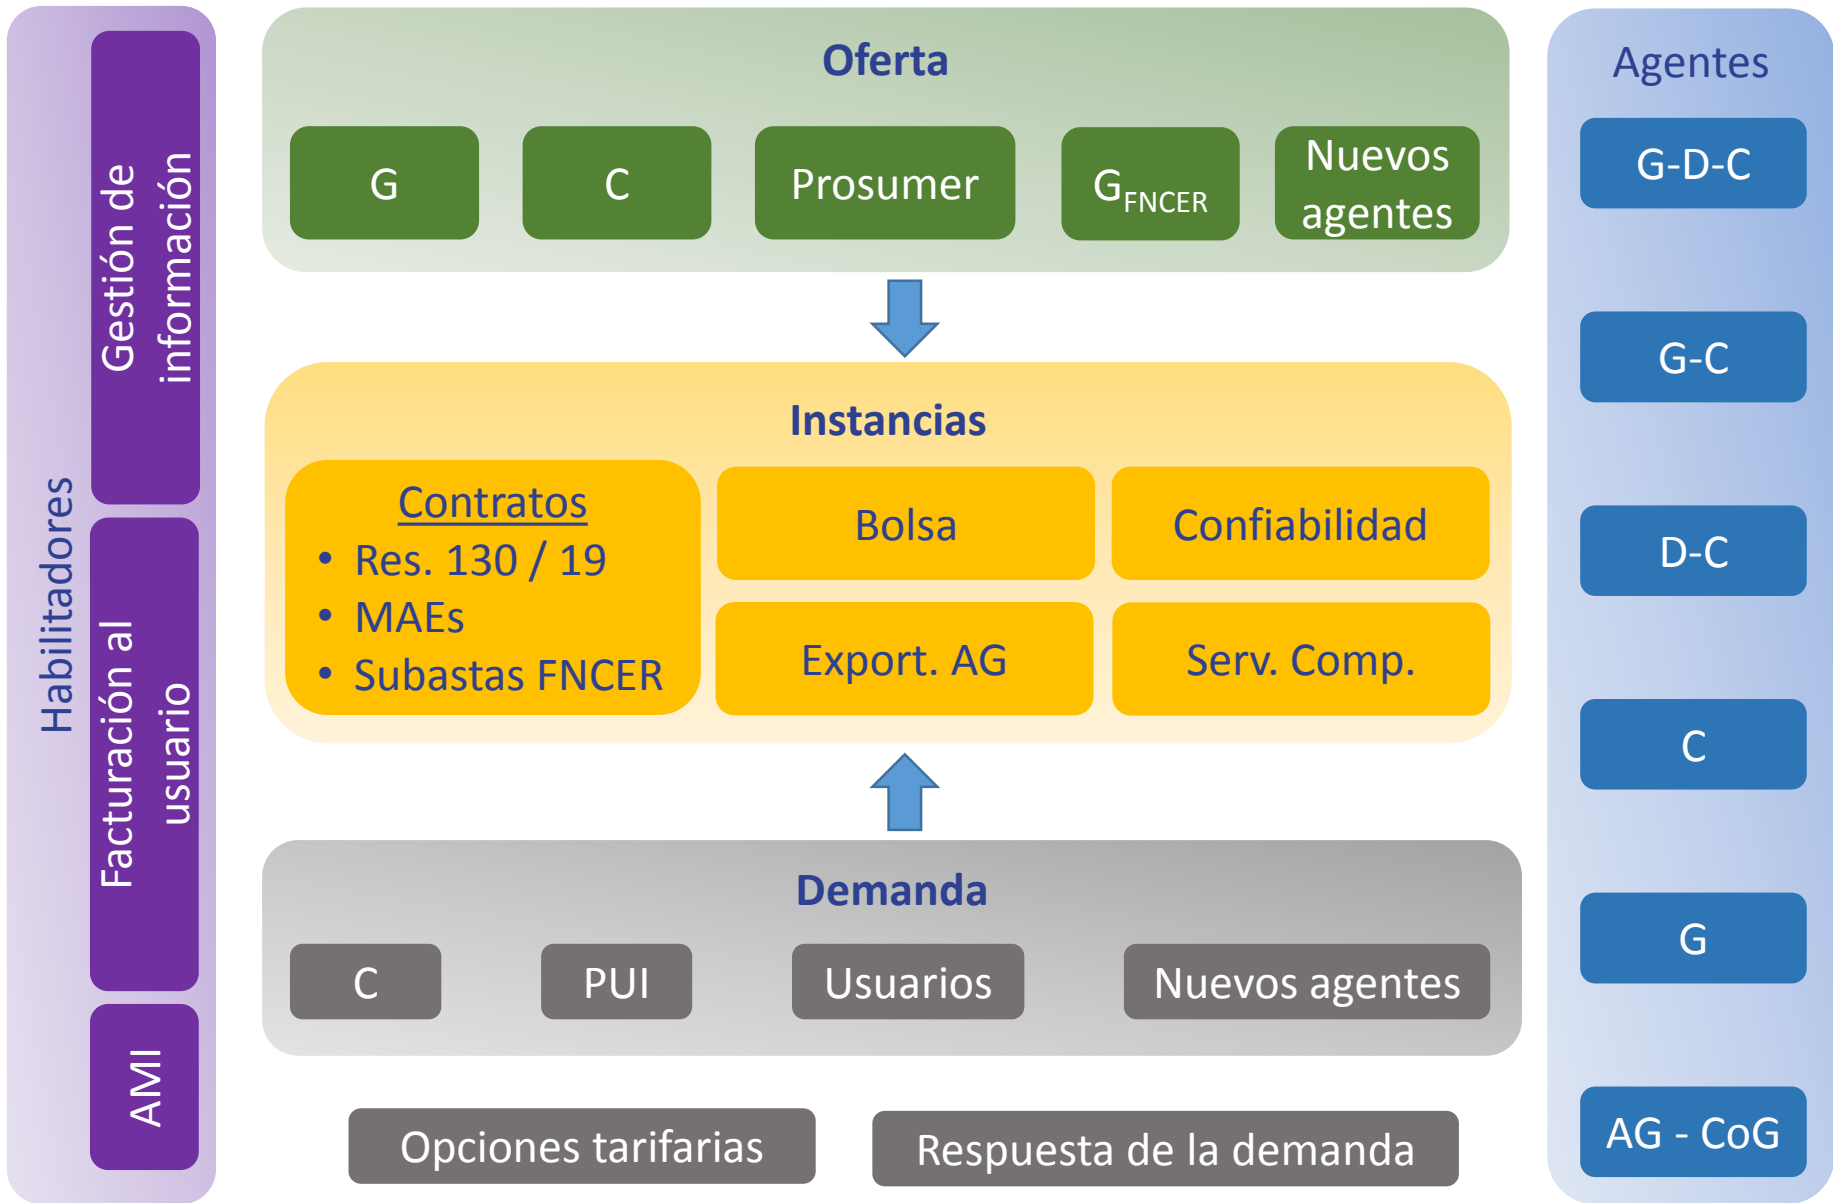 Habilitadores
Gestión de
información
Facturación al
usuario
AMI
Oferta
G
C
Prosumer
GFNCER
Nuevos
agentes
Instancias
Contratos
• Res. 130 / 19
• MAEs
• Subastas FNCER
Bolsa
Confiabilidad
Export. AG
Serv. Comp.
Demanda
C
PUI
Usuarios
Nuevos agentes
Opciones tarifarias
Respuesta de la demanda
Agentes
G-D-C
G-C
D-C
C
G
AG - CoG